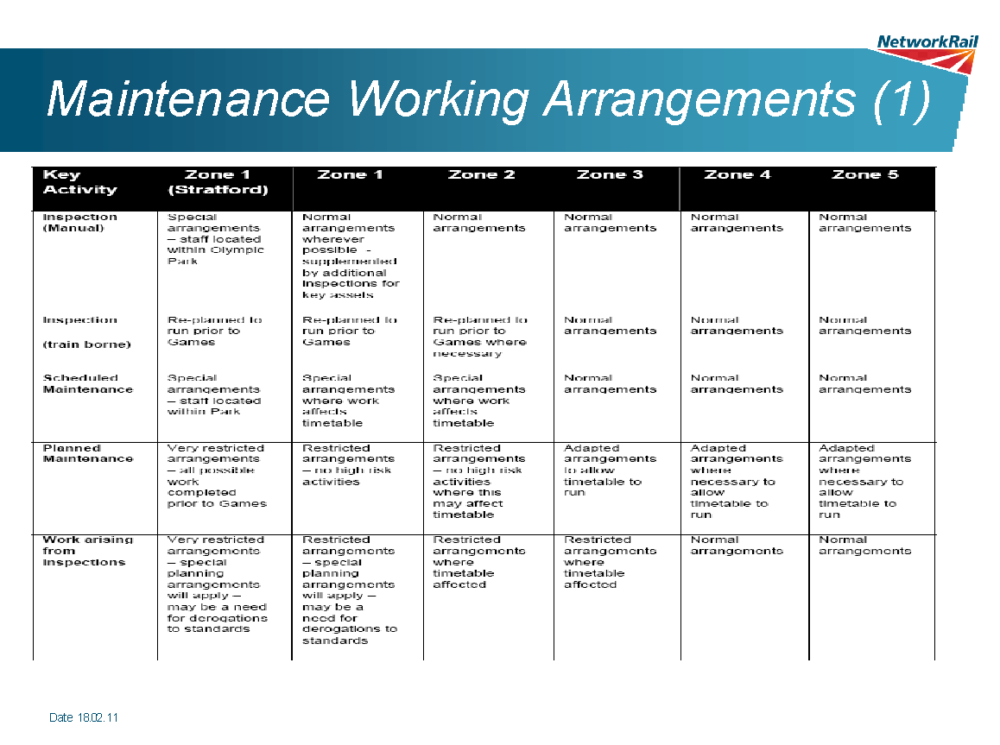 NetworkRail
Maintenance Working Arrangements (1)
Key
Activity
Zone 1
(Stratford)
Zone 1
Zone 2
Zone 3
Zone 4
Zone 5
Inspection
(Manual)
Special
arrangements
– staff located
within Olympic
Park
Normal
arrangements
wherever
possible -
supplemented
by additional
inspections for
key assets
Normal
arrangements
Normal
arrangements
Normal
arrangements
Normal
arrangements
Inspection
(train borne)
Re-planned to
run prior to
Games
Re-planned to
run prior to
Games
Re-planned to
run prior to
Games where
necessary
Normal
arrangements
Normal
arrangements
Normal
arrangements
Scheduled
Maintenance
Special
arrangements
– staff located
within Park
Special
arrangements
where work
affects
timetable
Special
arrangements
where work
affects
timetable
Normal
arrangements
Normal
arrangements
Normal
arrangements
Planned
Maintenance
Very restricted
arrangements
– all possible
work
completed
prior to Games
Restricted
arrangements
– no high risk
activities
Restricted
arrangements
– no high risk
activities
where this
may affect
timetable
Adapted
arrangements
to allow
timetable to
run
Adapted
arrangements
where
necessary to
allow
timetable to
run
Adapted
arrangements
where
necessary to
allow
timetable to
run
Work arising
from
Inspections
Very restricted
arrangements
– special
planning
arrangements
will apply –
may be a need
for derogations
to standards
Restricted
arrangements
– special
planning
arrangements
will apply –
may be a
need for
derogations to
standards
Restricted
arrangements
where
timetable
affected
Restricted
arrangements
where
timetable
affected
Normal
arrangements
Normal
arrangements
Date 18.02.11